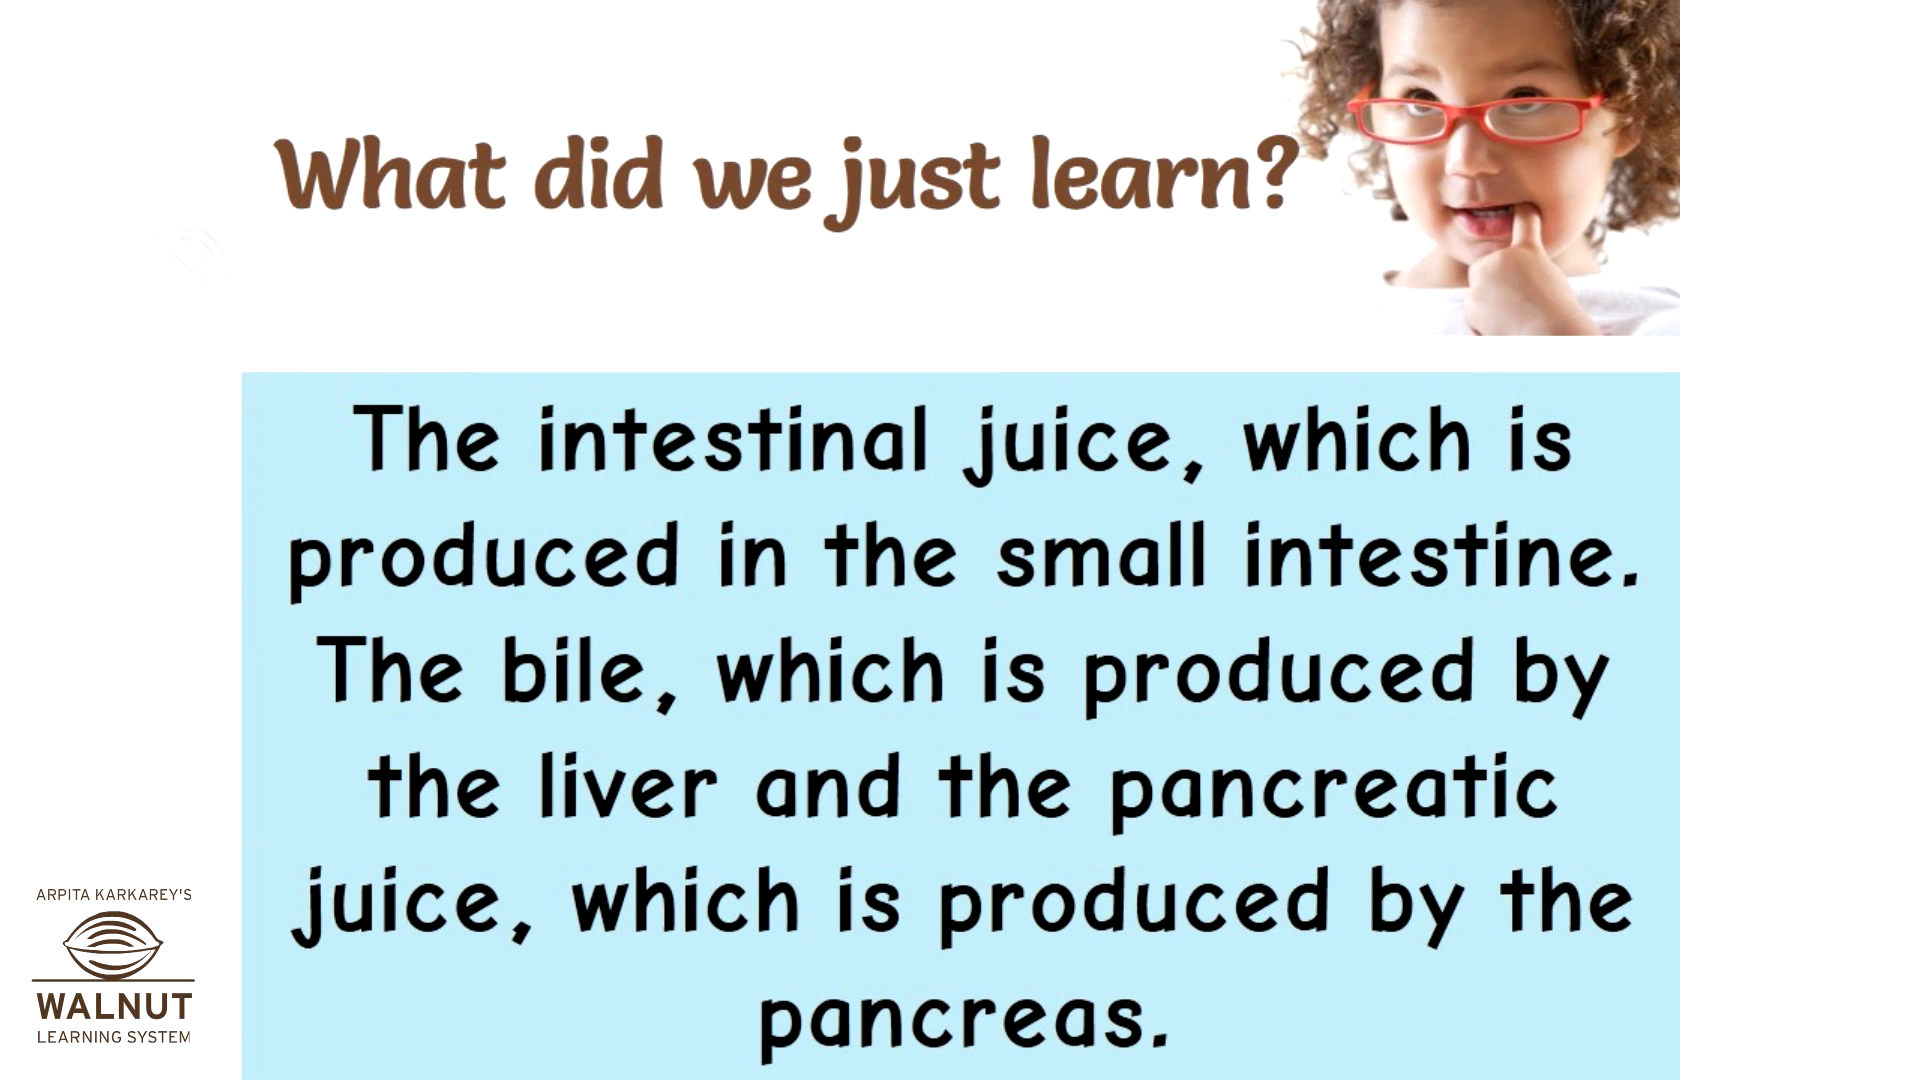 What did we just learn?
The intestinal juice, which is
produced in the small intestine.
The bile, which is produced by
the liver and the pancreatic
juice, which is produced by the
pancreas.
ARPITA KARKAREY'S
WALNUT
LEARNING SYSTEM